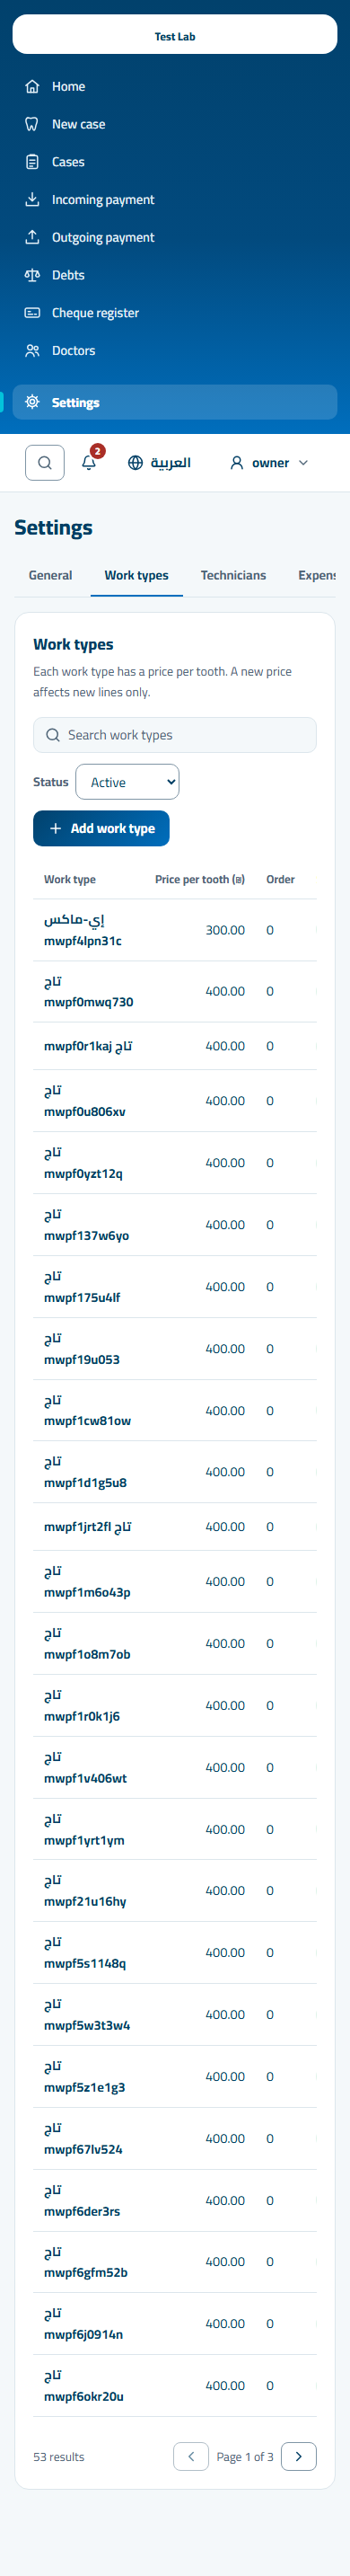 Test Lab
Home
New case
Cases
Incoming payment
Outgoing payment
Debts
Cheque register
Doctors
Settings
2
العربية
owner
Settings
General Work types Technicians Expens
Work types
Each work type has a price per tooth. A new price
affects new lines only.
Search work types
Status Active
Add work type
Work type Price per tooth (₪) Order
إي-ماكس
mwpf4lpn31c 300.00 0
تاج
mwpf0mwq730 400.00 0
تاج mwpf0r1kaj 400.00 0
تاج
mwpf0u806xv 400.00 0
تاج
mwpf0yzt12q 400.00 0
تاج
mwpf137w6yo 400.00 0
تاج
mwpf175u4lf 400.00 0
تاج
mwpf19u053 400.00 0
تاج
mwpf1cw81ow 400.00 0
تاج
mwpf1d1g5u8 400.00 0
تاج mwpf1jrt2fl 400.00 0
تاج
mwpf1m6o43p 400.00 0
تاج
mwpf1o8m7ob 400.00 0
تاج
mwpf1r0k1j6 400.00 0
تاج
mwpf1v406wt 400.00 0
تاج
mwpf1yrt1ym 400.00 0
تاج
mwpf21u16hy 400.00 0
تاج
mwpf5s1148q 400.00 0
تاج
mwpf5w3t3w4 400.00 0
تاج
mwpf5z1e1g3 400.00 0
تاج
mwpf67lv524 400.00 0
تاج
mwpf6der3rs 400.00 0
تاج
mwpf6gfm52b 400.00 0
تاج
mwpf6j0914n 400.00 0
تاج
mwpf6okr20u 400.00 0
53 results Page 1 of 3